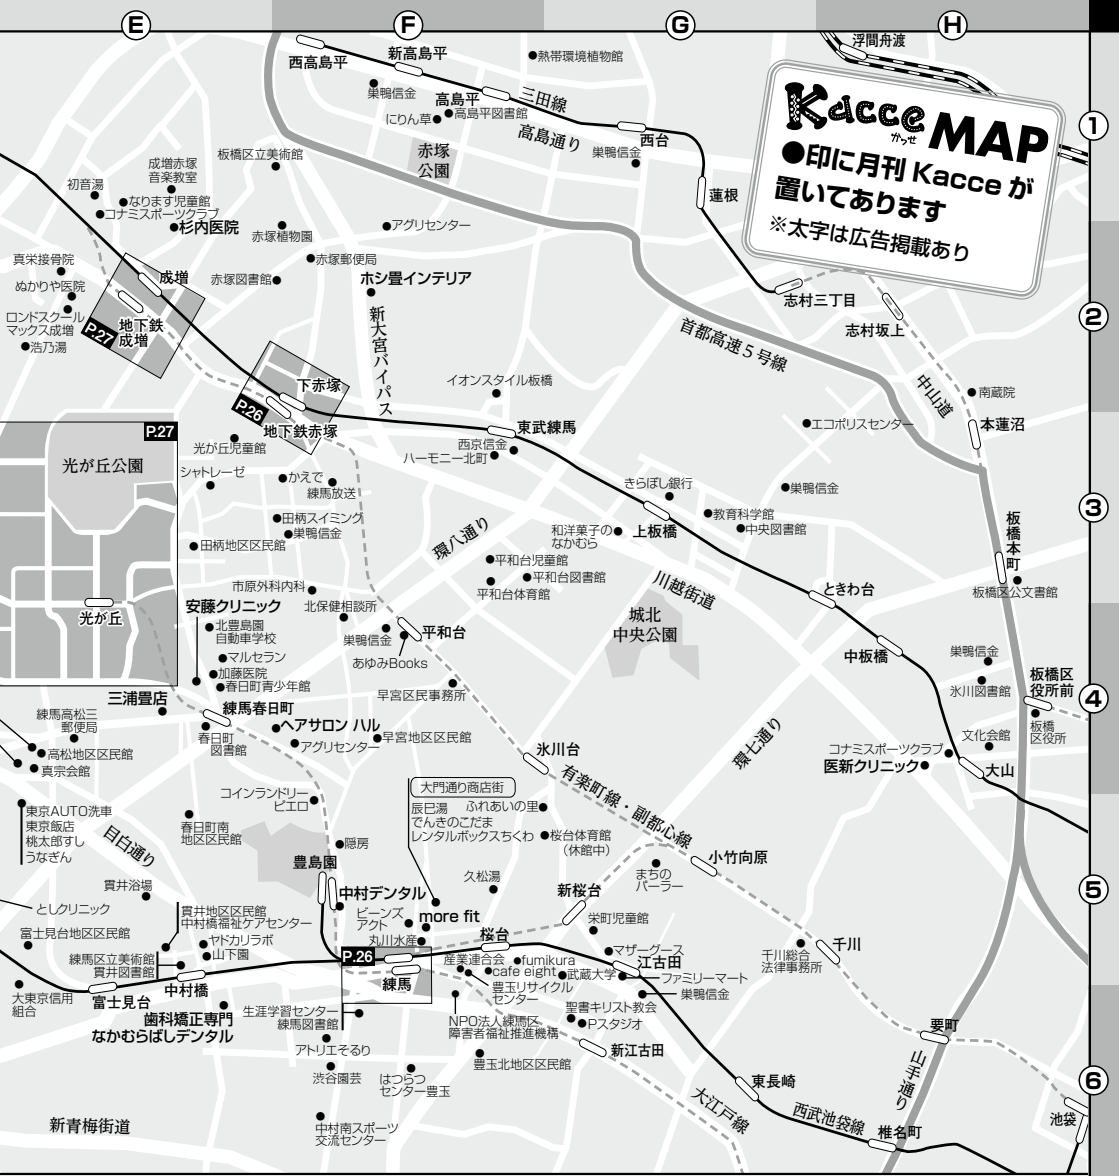 E
F
G
H
1
2
3
4
5
6
Kacce
かっせ
MAP
●印に月刊 Kacce が
置いてあります
※太字は広告掲載あり
浮間舟渡
西高島平
新高島平
熱帯環境植物館
巣鴨信金
高島平
三田線
にりん草
高島平図書館
高島通り
西台
巣鴨信金
赤塚
公園
蓮根
成増赤塚
音楽教室
板橋区立美術館
初音湯
なります児童館
コナミスポーツクラブ
杉内医院
赤塚植物園
アグリセンター
真栄接骨院
ぬかりや医院
ロンドスクール
マックス成増
浩乃湯
成増
地下鉄
成増
P.27
赤塚図書館
赤塚郵便局
ホシ畳インテリア
新大宮バイパス
志村三丁目
志村坂上
首都高速5号線
中山道
南蔵院
本蓮沼
下赤塚
P.26
地下鉄赤塚
イオンスタイル板橋
エコポリスセンター
東武練馬
P.27
光が丘公園
光が丘
光が丘児童館
シャトレーゼ
かえで
練馬放送
西京信金
ハーモニー北町
きらぼし銀行
巣鴨信金
教育科学館
中央図書館
上板橋
和洋菓子の
なかむら
田柄スイミング
巣鴨信金
田柄地区区民館
環八通り
平和台児童館
平和台図書館
平和台体育館
川越街道
板橋本町
板橋区公文書館
ときわ台
市原外科内科
北保健相談所
安藤クリニック
北豊島園
自動車学校
マルセラン
加藤医院
春日町青少年館
巣鴨信金
あゆみBooks
平和台
城北
中央公園
中板橋
巣鴨信金
氷川図書館
板橋区
役所前
板橋
区役所
文化会館
三浦畳店
練馬春日町
早宮区民事務所
練馬高松三
郵便局
春日町
図書館
ヘアサロン ハル
アグリセンター
早宮地区区民館
高松地区区民館
真宗会館
氷川台
環七通り
コナミスポーツクラブ
医新クリニック
大山
有楽町線・副都心線
大門通り商店街
辰巳湯
でんきのこだま
レンタルボックスちくわ
ふれあいの里
桜台体育館
（休館中）
コインランドリー
ピエロ
東京AUTO洗車
東京飯店
桃太郎すし
うなぎん
目白通り
春日町南
地区区民館
隠房
豊島園
中村デンタル
久松湯
まちの
パーラー
小竹向原
貫井浴場
としクリニック
富士見台地区区民館
貫井地区区民館
中村橋福祉ケアセンター
練馬区立美術館
貫井図書館
ヤドカリラボ
山下園
ビーンズ
アクト
more fit
丸川水産
桜台
新桜台
栄町児童館
千川
千川総合
法律事務所
P.26
練馬
産業連合会
fumikura
cafe eight
豊玉リサイクル
センター
武蔵大学
マザーグース
江古田
ファミリーマート
巣鴨信金
大東京信用
組合
富士見台
中村橋
歯科矯正専門
なかむらばしデンタル
生涯学習センター
練馬図書館
NPO法人練馬区
障害者福祉推進機構
聖書キリスト教会
Pスタジオ
新江古田
要町
山手通り
アトリエそるり
渋谷園芸
はつらつ
センター豊玉
豊玉北地区区民館
東長崎
大江戸線
西武池袋線
椎名町
池袋
新青梅街道
中村南スポーツ
交流センター